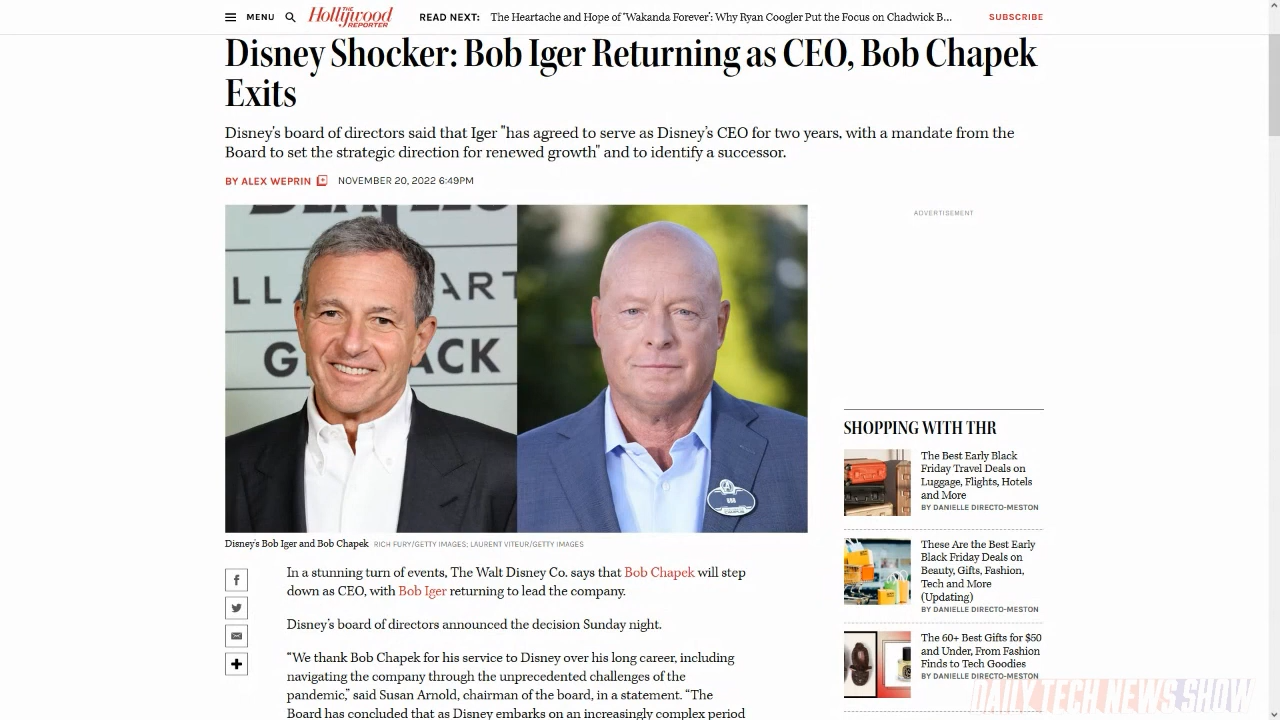 MENU
THE
Hollywood
REPORTER
READ NEXT:
The Heartache and Hope of 'Wakanda Forever': Why Ryan Coogler Put the Focus on Chadwick B...
SUBSCRIBE
Disney Shocker: Bob Iger Returning as CEO, Bob Chapek
Exits
Disney's board of directors said that Iger "has agreed to serve as Disney's CEO for two years, with a mandate from the
Board to set the strategic direction for renewed growth" and to identify a successor.
BY ALEX WEPRIN
NOVEMBER 20, 2022 6:49PM
ADVERTISEMENT
Disney's Bob Iger and Bob Chapek
RICH FURY/GETTY IMAGES; LAURENT VITEUR/GETTY IMAGES
In a stunning turn of events, The Walt Disney Co. says that Bob Chapek will step
down as CEO, with Bob Iger returning to lead the company.
Disney's board of directors announced the decision Sunday night.
"We thank Bob Chapek for his service to Disney over his long career, including
navigating the company through the unprecedented challenges of the
pandemic," said Susan Arnold, chairman of the board, in a statement. "The
Board has concluded that as Disney embarks on an increasingly complex period
SHOPPING WITH THR
The Best Early Black
Friday Travel Deals on
Luggage, Flights, Hotels
and More
BY DANIELLE DIRECTO-MESTON
These Are the Best Early
Black Friday Deals on
Beauty, Gifts, Fashion,
Tech and More
(Updating)
BY DANIELLE DIRECTO-MESTON
The 60+ Best Gifts for $50
and Under, From Fashion
Finds to Tech Goodies
BY DANIELLE DIRECTO-MESTON
DAILY TECH NEWS SHOW